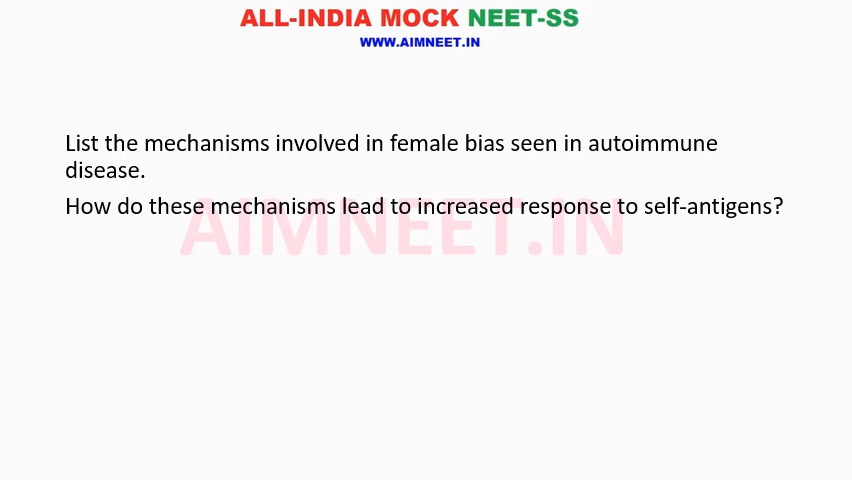 ALL-INDIA MOCK NEET-SS
WWW.AIMNEET.IN
List the mechanisms involved in female bias seen in autoimmune
disease.
How do these mechanisms lead to increased response to self-antigens?
AIMNEET.IN